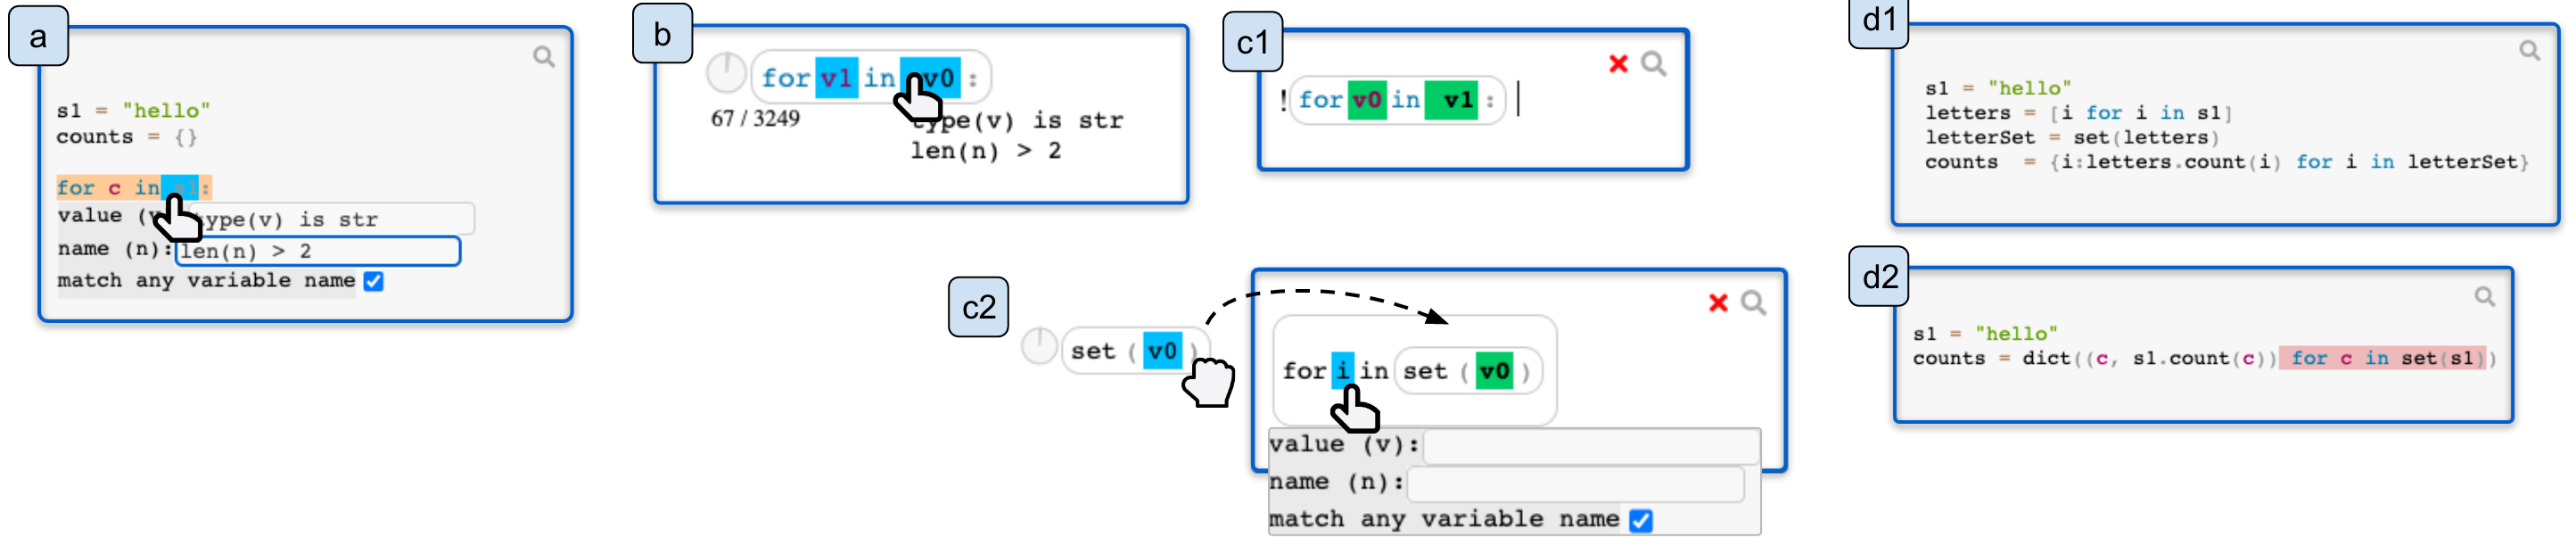 a
s1 = "hello"
counts = {}
for c in s1:
value (v type(v) is str
name (n): len(n) > 2
match any variable name
b
for v1 in v0 :
67 / 3249
type(v) is str
len(n) > 2
c1
! for v0 in v1 :
c2
set ( v0 )
for i in set ( v0 )
value (v):
name (n):
match any variable name
d1
s1 = "hello"
letters = [i for i in s1]
letterSet = set(letters)
counts = {i:letters.count(i) for i in letterSet}
d2
s1 = "hello"
counts = dict((c, s1.count(c)) for c in set(s1))